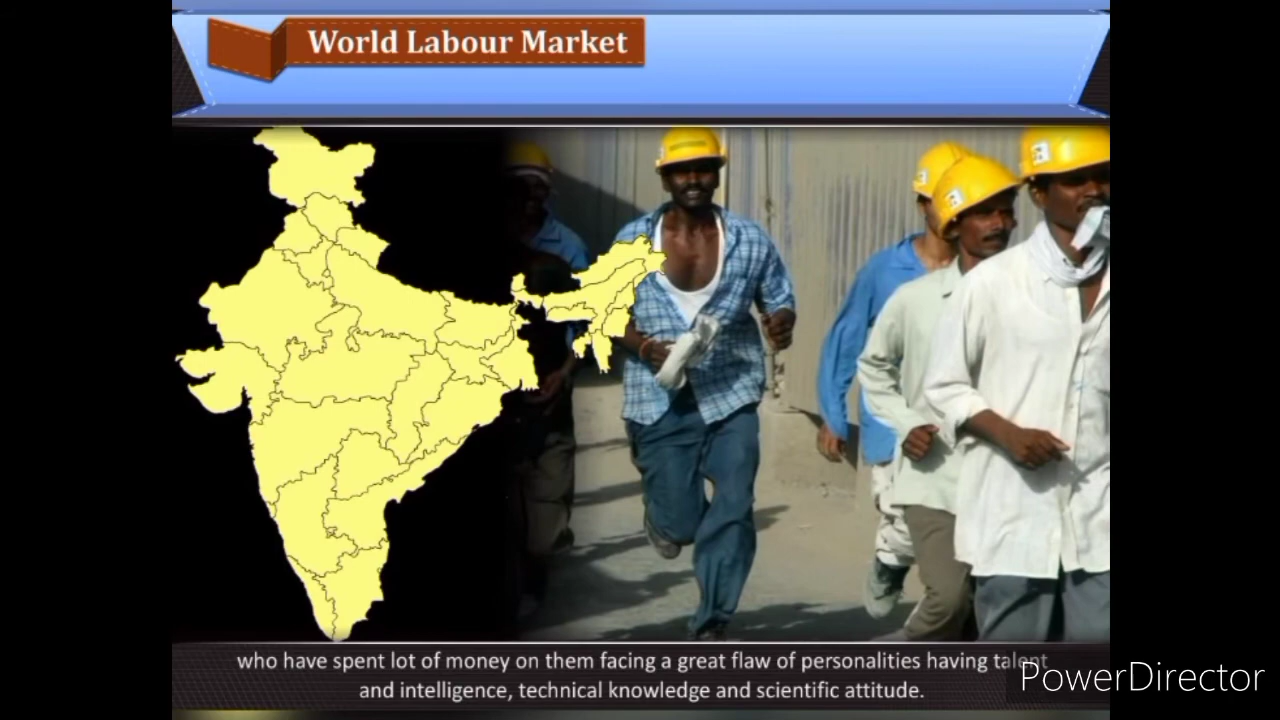 World Labour Market
who have spent lot of money on them facing a great flaw of personalities having talent
and intelligence, technical knowledge and scientific attitude.
PowerDirector